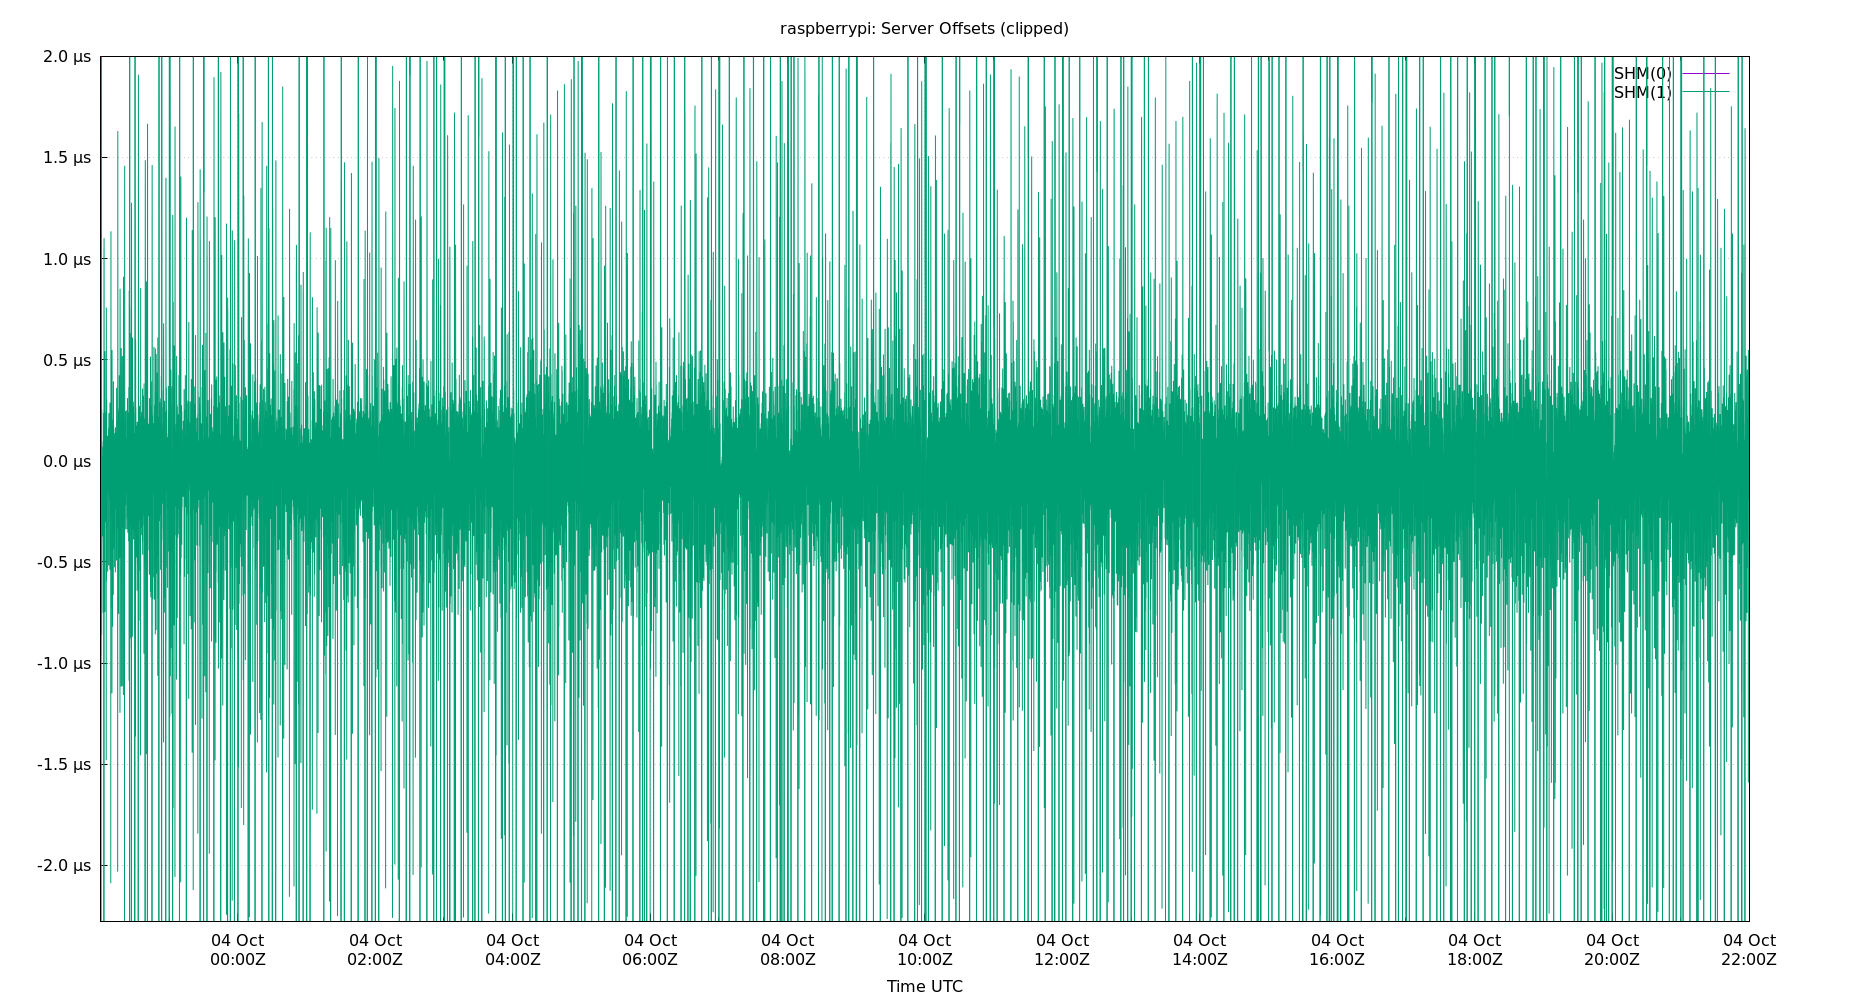 raspberrypi: Server Offsets (clipped)
2.0 µs
SHM(0)
SHM(1)
1.5 µs
1.0 µs
0.5 µs
0.0 µs
-0.5 µs
-1.0 µs
-1.5 µs
-2.0 µs
04 Oct 04 Oct 04 Oct 04 Oct 04 Oct 04 Oct 04 Oct 04 Oct 04 Oct 04 Oct 04 Oct 04 Oct
00:00Z 02:00Z 04:00Z 06:00Z 08:00Z 10:00Z 12:00Z 14:00Z 16:00Z 18:00Z 20:00Z 22:00Z
Time UTC